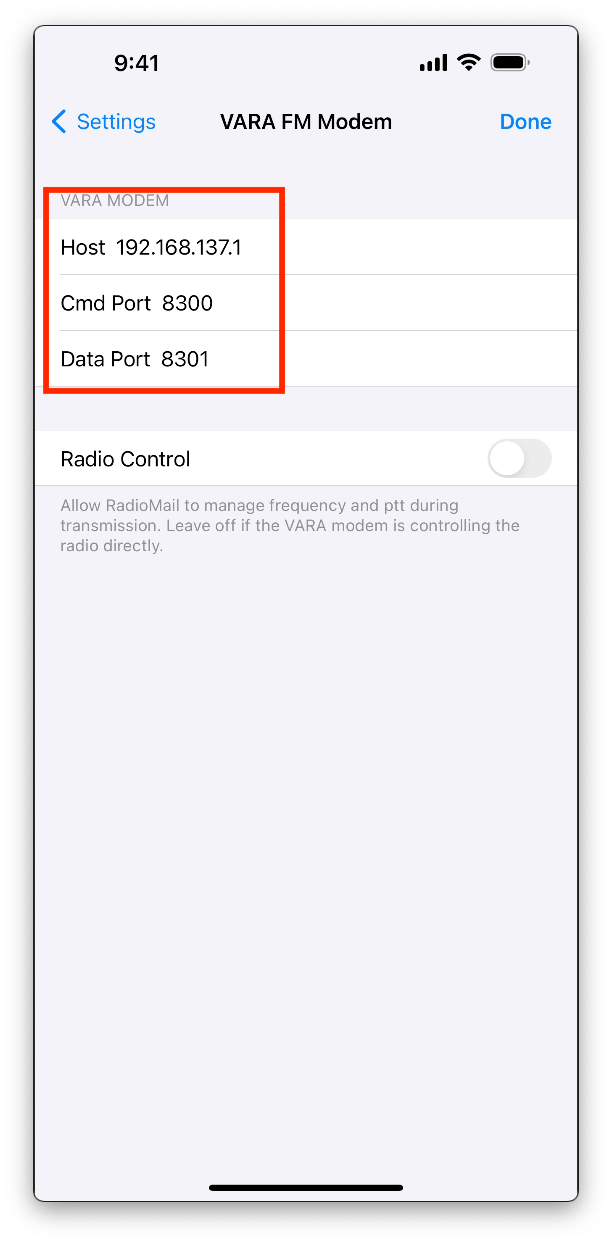 9:41
Settings
VARA FM Modem
Done
VARA MODEM
Host 192.168.137.1
Cmd Port 8300
Data Port 8301
Radio Control
Allow RadioMail to manage frequency and ptt during
transmission. Leave off if the VARA modem is controlling the
radio directly.